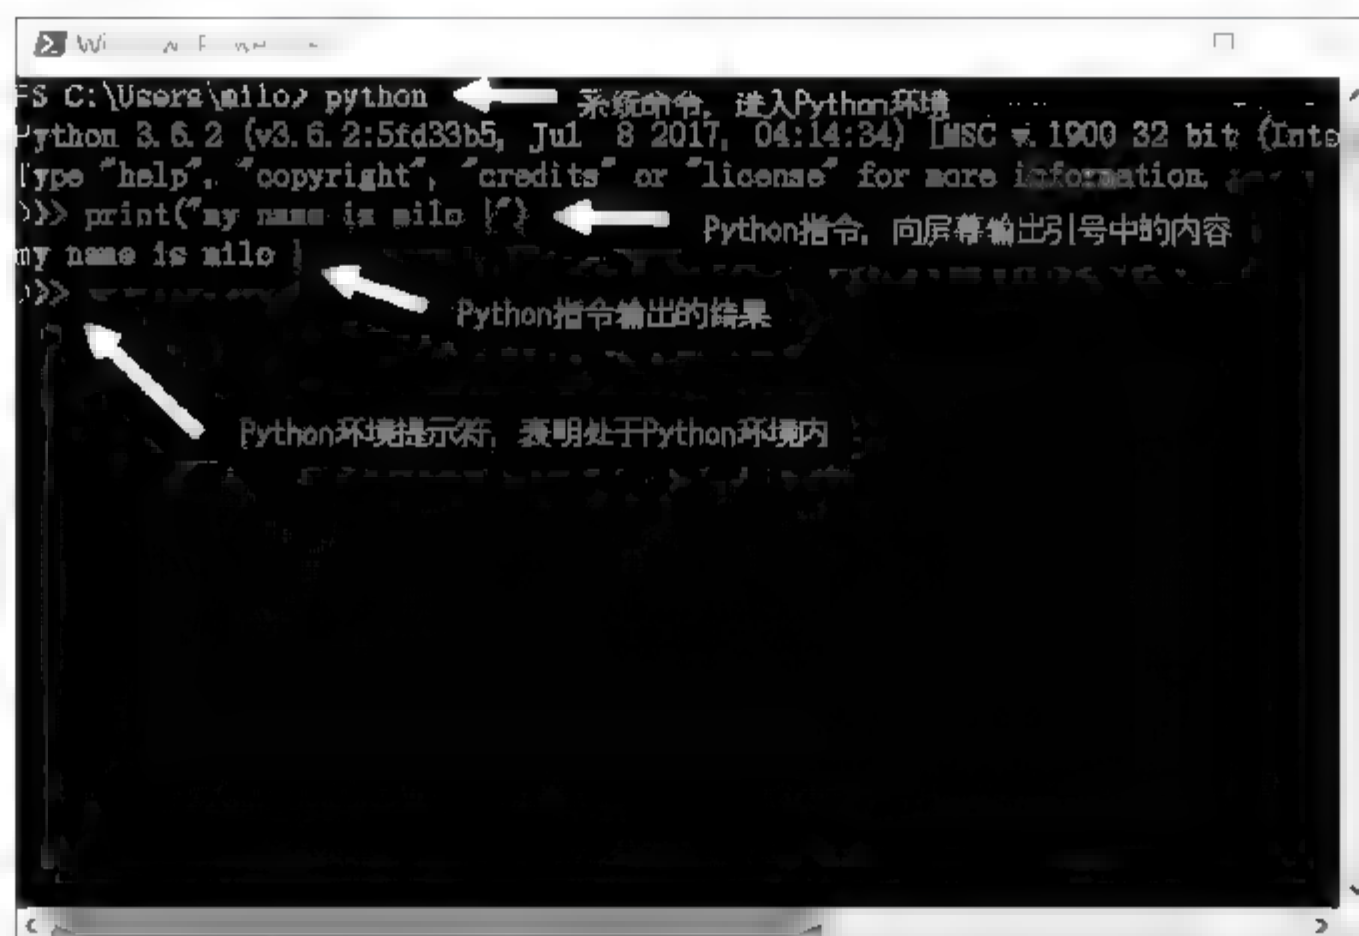 PS C:\Users\milo> python 系统命令，进入Python环境
Python 3.6.2 (v3.6.2:5fd33b5, Jul 8 2017, 04:14:34) [MSC v.1900 32 bit (Inte
Type "help", "copyright", "credits" or "license" for more information.
>>> print("my name is milo !") Python指令，向屏幕输出引号中的内容
my name is milo !
>>>
Python指令输出的结果
Python环境提示符，表明处于Python环境内